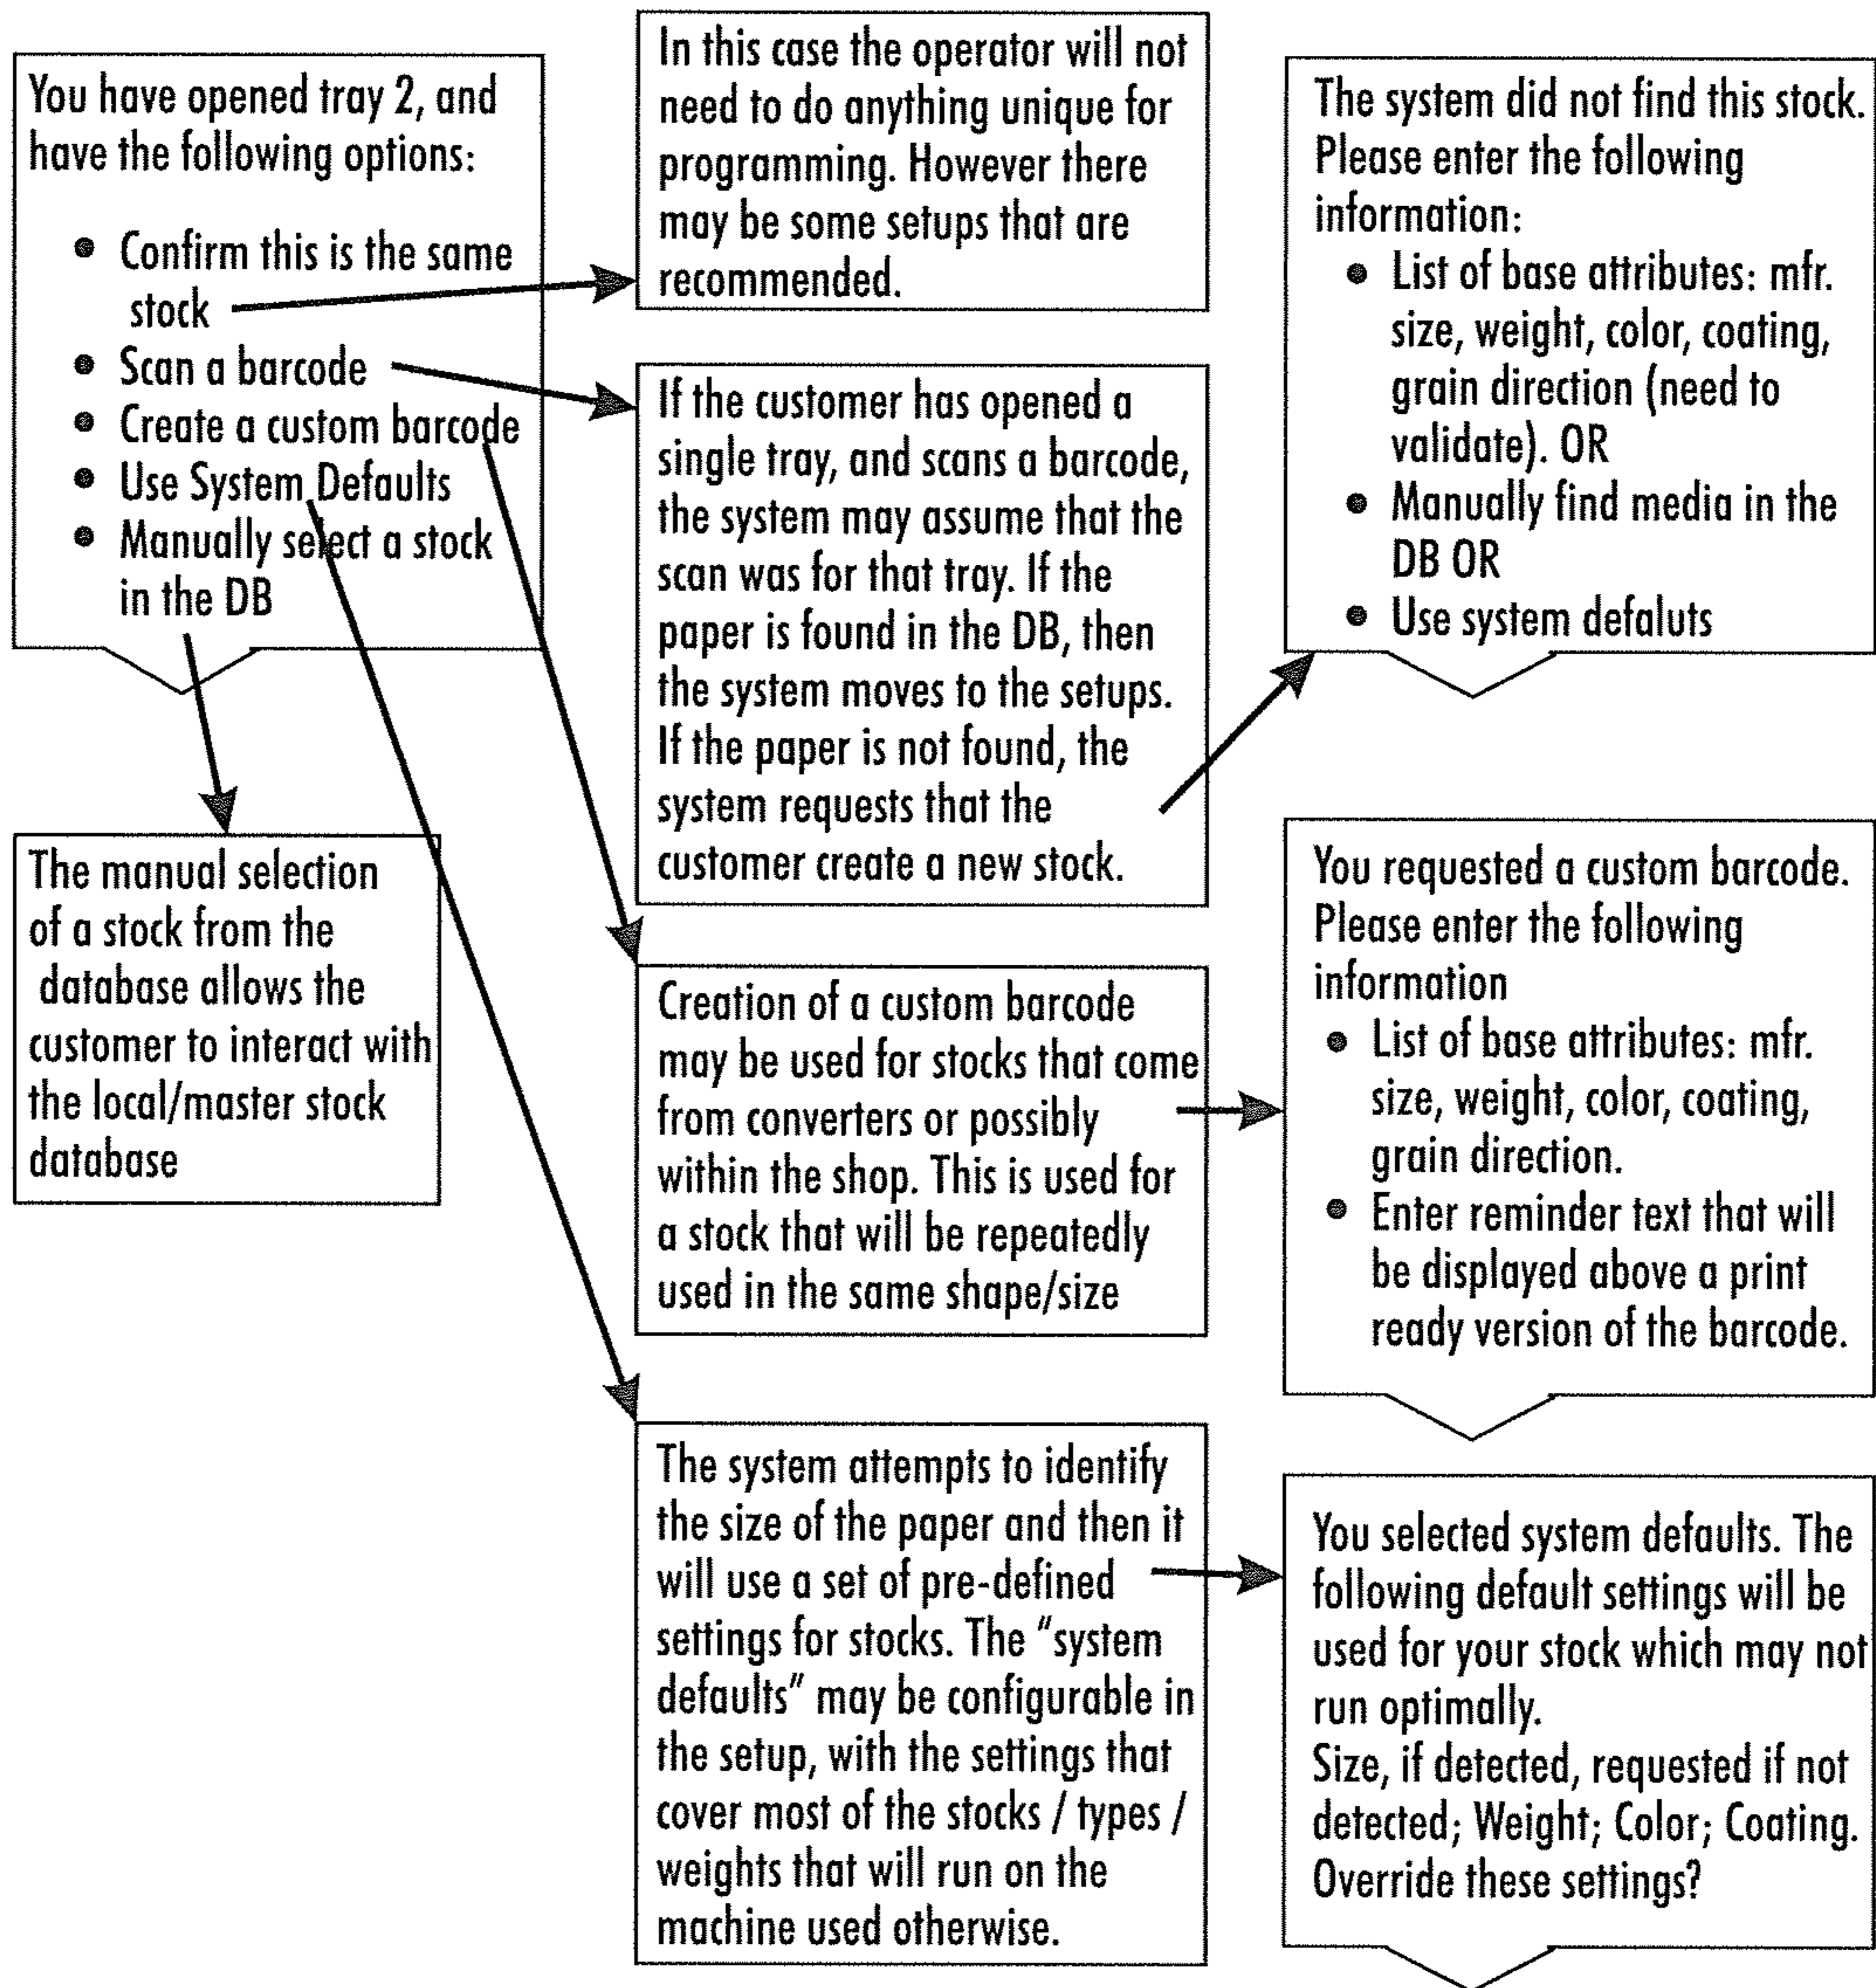 You have opened tray 2, and
have the following options:
● Confirm this is the same
stock
● Scan a barcode
● Create a custom barcode
● Use System Defaults
● Manually select a stock
in the DB
The manual selection
of a stock from the
database allows the
customer to interact with
the local/master stock
database
In this case the operator will not
need to do anything unique for
programming. However there
may be some setups that are
recommended.
If the customer has opened a
single tray, and scans a barcode,
the system may assume that the
scan was for that tray. If the
paper is found in the DB, then
the system moves to the setups.
If the paper is not found, the
system requests that the
customer create a new stock.
Creation of a custom barcode
may be used for stocks that come
from converters or possibly
within the shop. This is used for
a stock that will be repeatedly
used in the same shape/size
The system attempts to identify
the size of the paper and then it
will use a set of pre-defined
settings for stocks. The "system
defaults" may be configurable in
the setup, with the settings that
cover most of the stocks / types /
weights that will run on the
machine used otherwise.
The system did not find this stock.
Please enter the following
information:
● List of base attributes: mfr.
size, weight, color, coating,
grain direction (need to
validate). OR
● Manually find media in the
DB OR
● Use system defaluts
You requested a custom barcode.
Please enter the following
information
● List of base attributes: mfr.
size, weight, color, coating,
grain direction.
● Enter reminder text that will
be displayed above a print
ready version of the barcode.
You selected system defaults. The
following default settings will be
used for your stock which may not
run optimally.
Size, if detected, requested if not
detected; Weight; Color; Coating.
Override these settings?